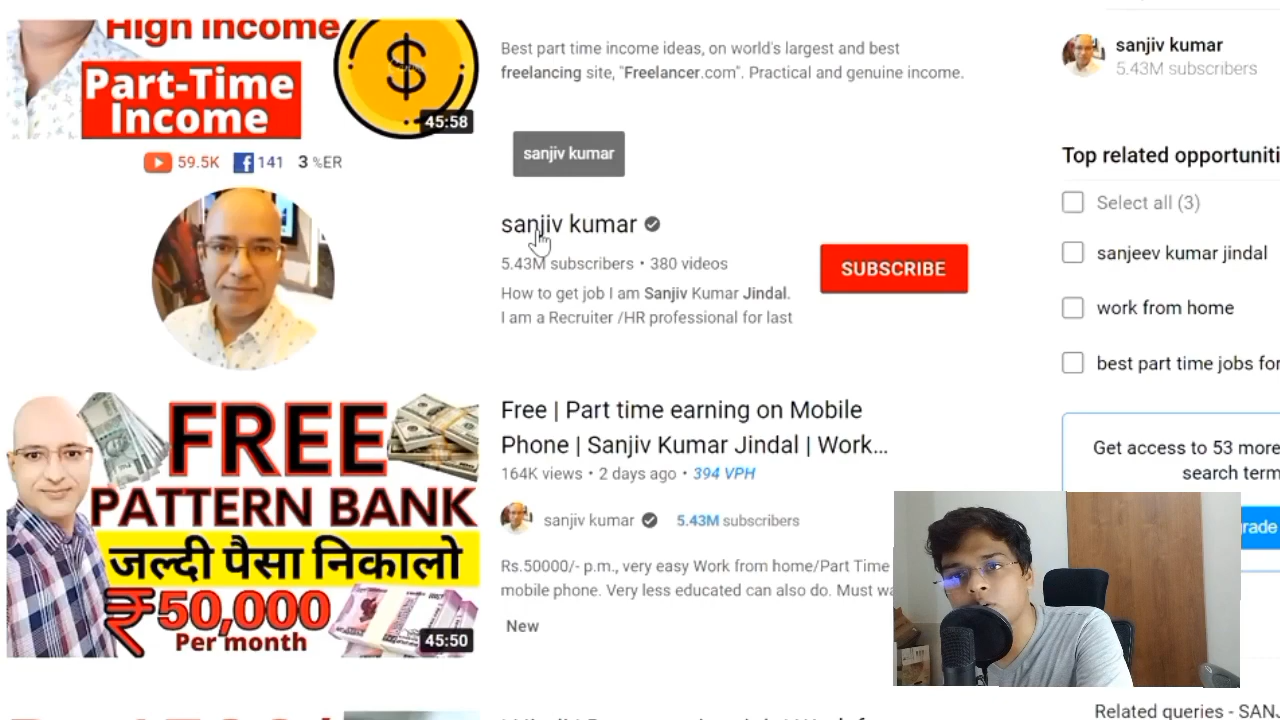 High Income
Part-Time
Income
45:58
59.5K 141 3 %ER
Best part time income ideas, on world's largest and best
freelancing site, "Freelancer.com". Practical and genuine income.
sanjiv kumar
sanjiv kumar
5.43M subscribers • 380 videos
How to get job I am Sanjiv Kumar Jindal.
I am a Recruiter /HR professional for last
SUBSCRIBE
FREE
PATTERN BANK
जल्दी पैसा निकालो
₹50,000
Per month
45:50
Free | Part time earning on Mobile
Phone | Sanjiv Kumar Jindal | Work...
164K views • 2 days ago • 394 VPH
sanjiv kumar 5.43M subscribers
Rs.50000/- p.m., very easy Work from home/Part Time
mobile phone. Very less educated can also do. Must
New
sanjiv kumar
5.43M subscribers
Top related opportuniti
Select all (3)
sanjeev kumar jindal
work from home
best part time jobs for
Get access to 53 more
search term
rade
Related queries - SANJ